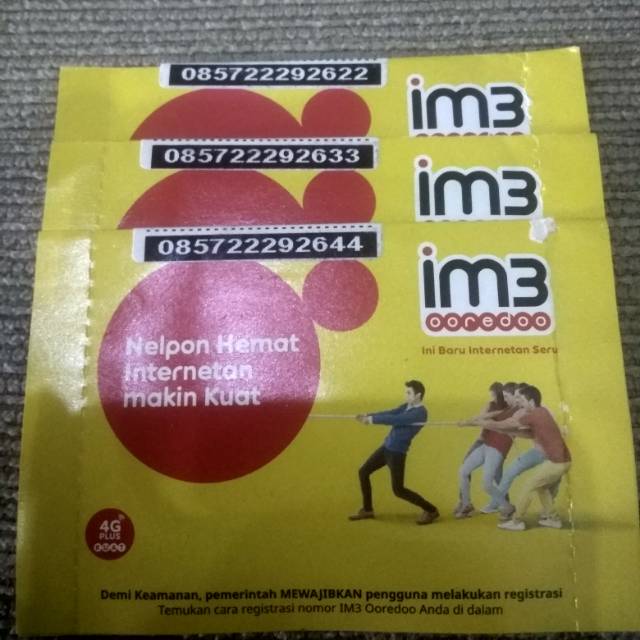 085722292622
im3
085722292633
im3
085722292644
im3
ooredoo
Ini Baru Internetan Seru
Nelpon Hemat
Internetan
makin Kuat
4G
PLUS
KUAT
Demi Keamanan, pemerintah MEWAJIBKAN pengguna melakukan registrasi
Temukan cara registrasi nomor IM3 Ooredoo Anda di dalam